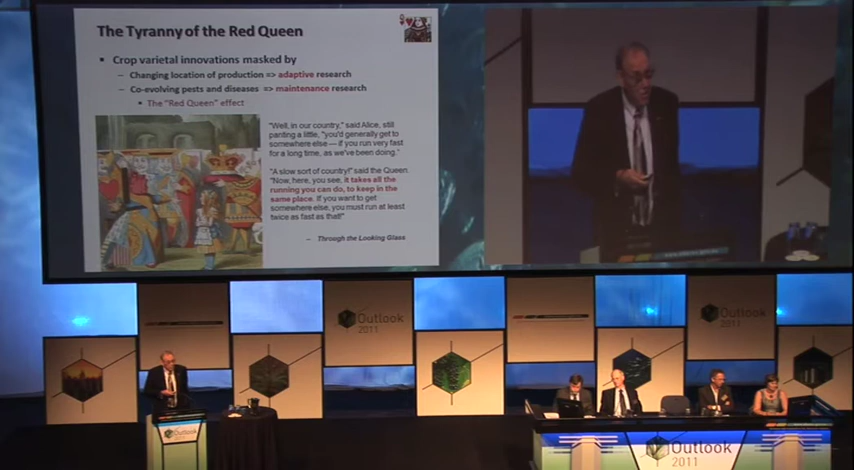 The Tyranny of the Red Queen
Crop varietal innovations masked by
– Changing location of production => adaptive research
– Co-evolving pests and diseases => maintenance research
The "Red Queen" effect
"Well, in our country," said Alice, still
panting a little, "you'd generally get to
somewhere else — if you run very fast
for a long time, as we've been doing."
"A slow sort of country!" said the Queen.
"Now, here, you see, it takes all the
running you can do, to keep in the
same place. If you want to get
somewhere else, you must run at least
twice as fast as that!"
– Through the Looking Glass
Outlook
2011
Outlook
2011
Outlook
2011
Outlook
2011